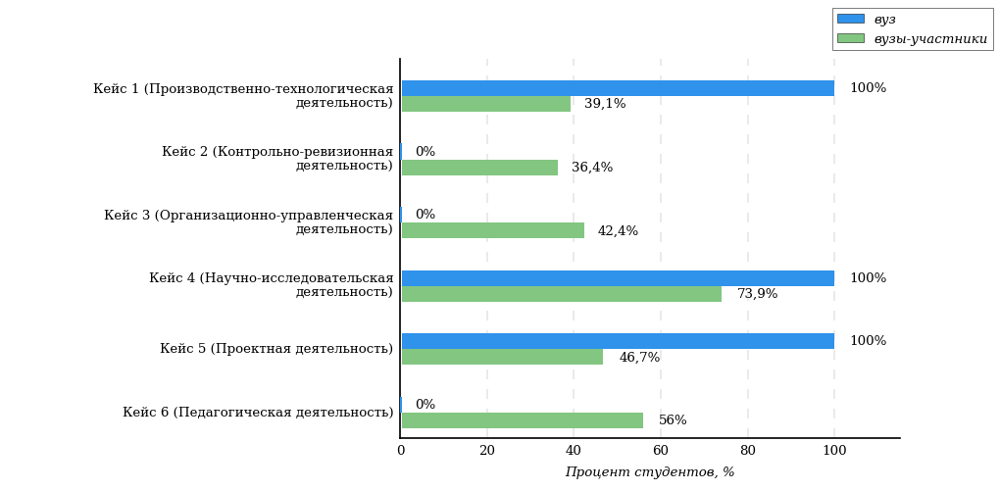 вуз
вузы-участники
Кейс 1 (Производственно-технологическая
деятельность)
100%
39,1%
Кейс 2 (Контрольно-ревизионная
деятельность)
0%
36,4%
Кейс 3 (Организационно-управленческая
деятельность)
0%
42,4%
Кейс 4 (Научно-исследовательская
деятельность)
100%
73,9%
Кейс 5 (Проектная деятельность)
100%
46,7%
Кейс 6 (Педагогическая деятельность)
0%
56%
0 20 40 60 80 100
Процент студентов, %